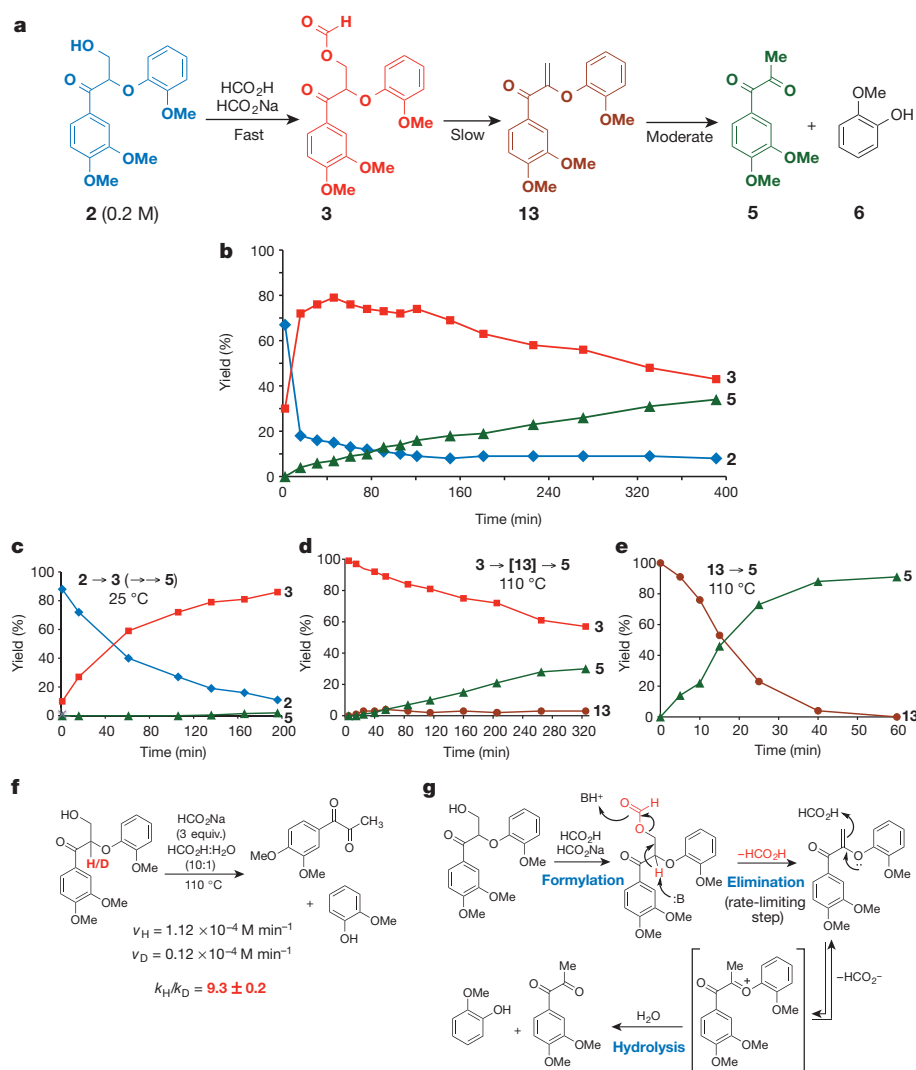 a
HO
O
O
OMe
OMe
OMe
2 (0.2 M)
HCO2H
HCO2Na
Fast
O
H
O
O
O
OMe
OMe
OMe
3
Slow
O
O
OMe
OMe
OMe
13
Moderate
Me
O
O
OMe
OMe
5
+
OMe
OH
6
b
Yield (%)
100
80
60
40
20
0
0
80
160
240
320
400
Time (min)
3
5
2
c
2 → 3 (→→ 5)
25 °C
Yield (%)
100
80
60
40
20
0
0
50
100
150
200
Time (min)
3
2
5
d
3 → [13] → 5
110 °C
Yield (%)
100
80
60
40
20
0
0
40
80
120
160
200
240
280
320
Time (min)
3
5
13
e
13 → 5
110 °C
Yield (%)
100
80
60
40
20
0
0
10
20
30
40
50
60
Time (min)
5
13
f
HO
O
O
H/D
OMe
OMe
OMe
HCO2Na
(3 equiv.)
HCO2H:H2O
(10:1)
110 °C
O
CH3
O
MeO
OMe
+
OMe
OH
vH = 1.12 ×10−4 M min−1
vD = 0.12 ×10−4 M min−1
kH/kD = 9.3 ± 0.2
g
HO
O
O
OMe
OMe
OMe
HCO2H
HCO2Na
Formylation
BH+
O
H
O
O
O
H
:B
OMe
OMe
OMe
−HCO2H
Elimination
(rate-limiting
step)
HCO2H
O
O
OMe
OMe
OMe
−HCO2−
Me
O
O
+
OMe
OMe
OMe
H2O
Hydrolysis
OMe
OH
+
Me
O
O
OMe
OMe